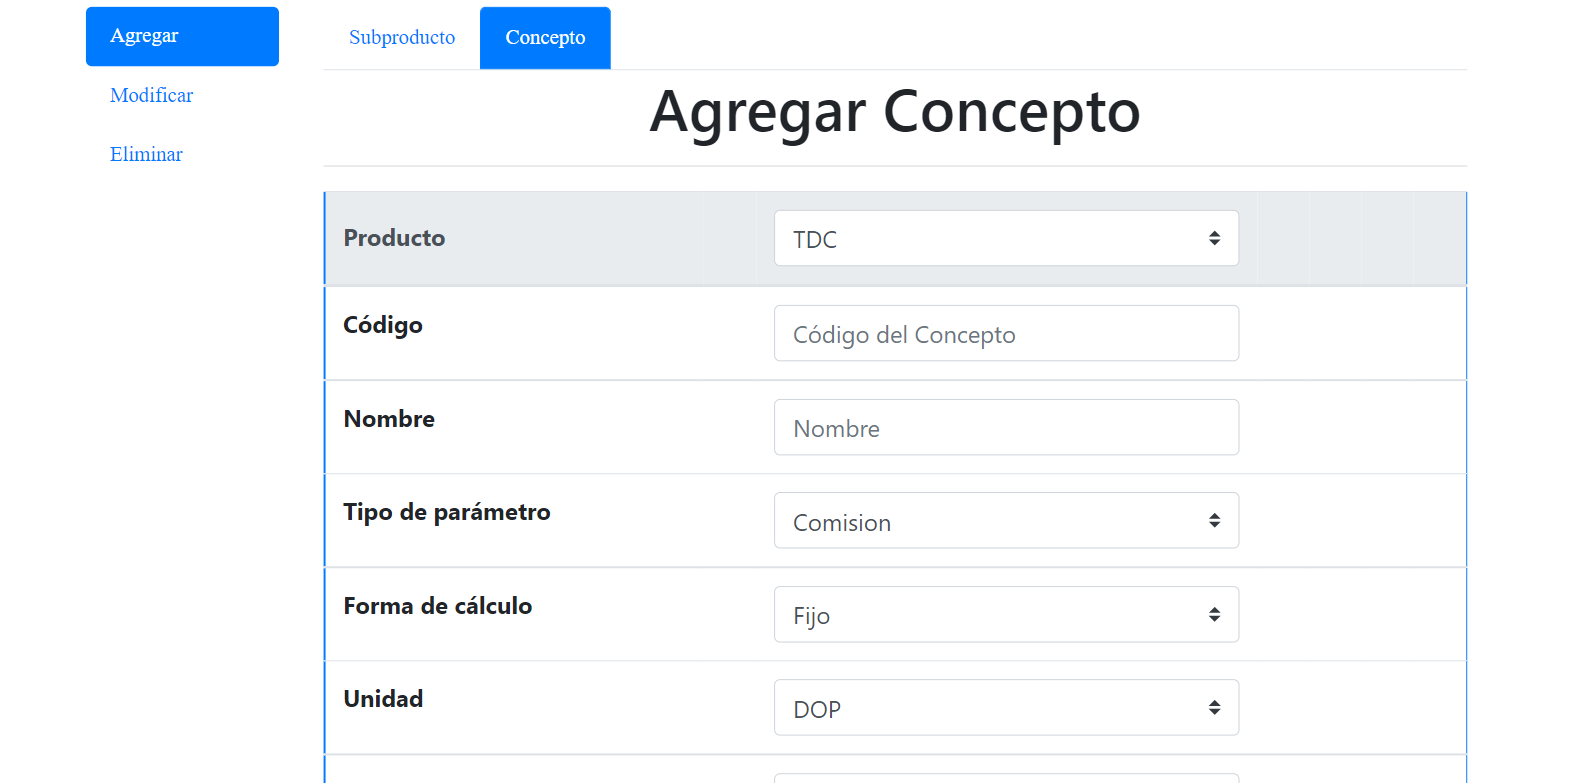 Agregar
Modificar
Eliminar
Subproducto Concepto
Agregar Concepto
Producto TDC
Código Código del Concepto
Nombre Nombre
Tipo de parámetro Comision
Forma de cálculo Fijo
Unidad DOP